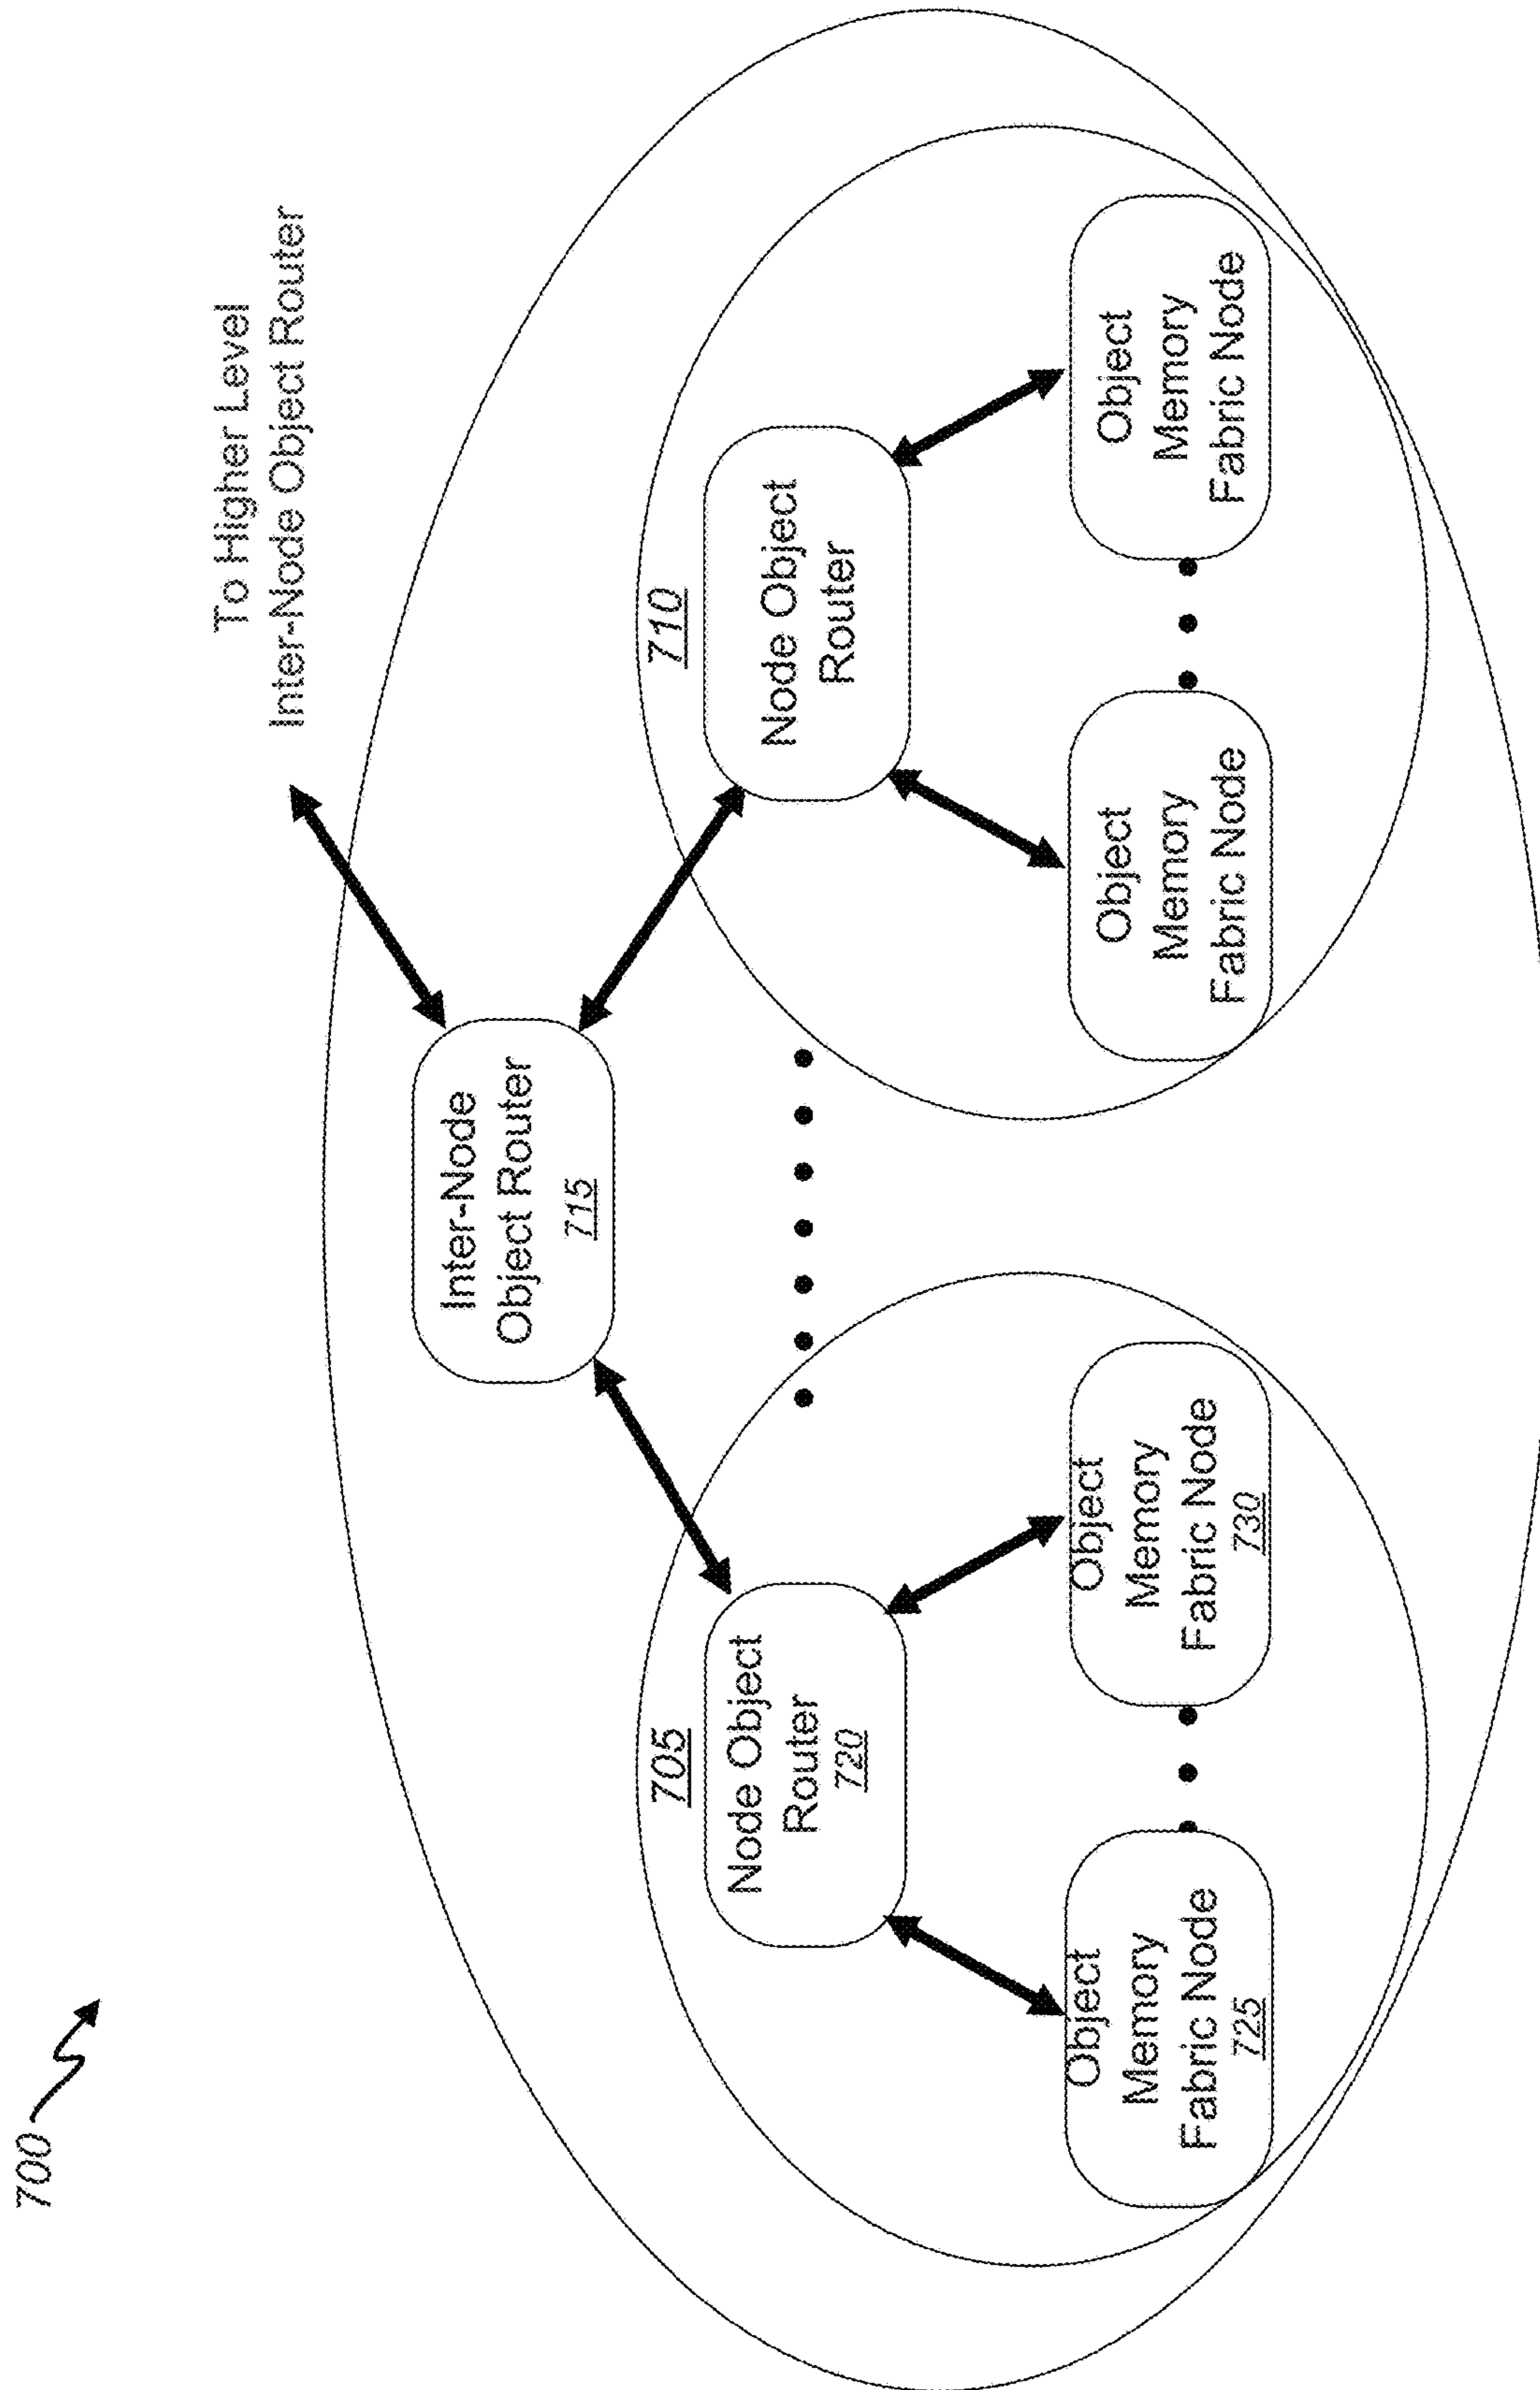 700
To Higher Level
Inter-Node Object Router
Inter-Node
Object Router
715
705
Node Object
Router
720
Object
Memory
Fabric Node
725
Object
Memory
Fabric Node
730
710
Node Object
Router
Object
Memory
Fabric Node
Object
Memory
Fabric Node